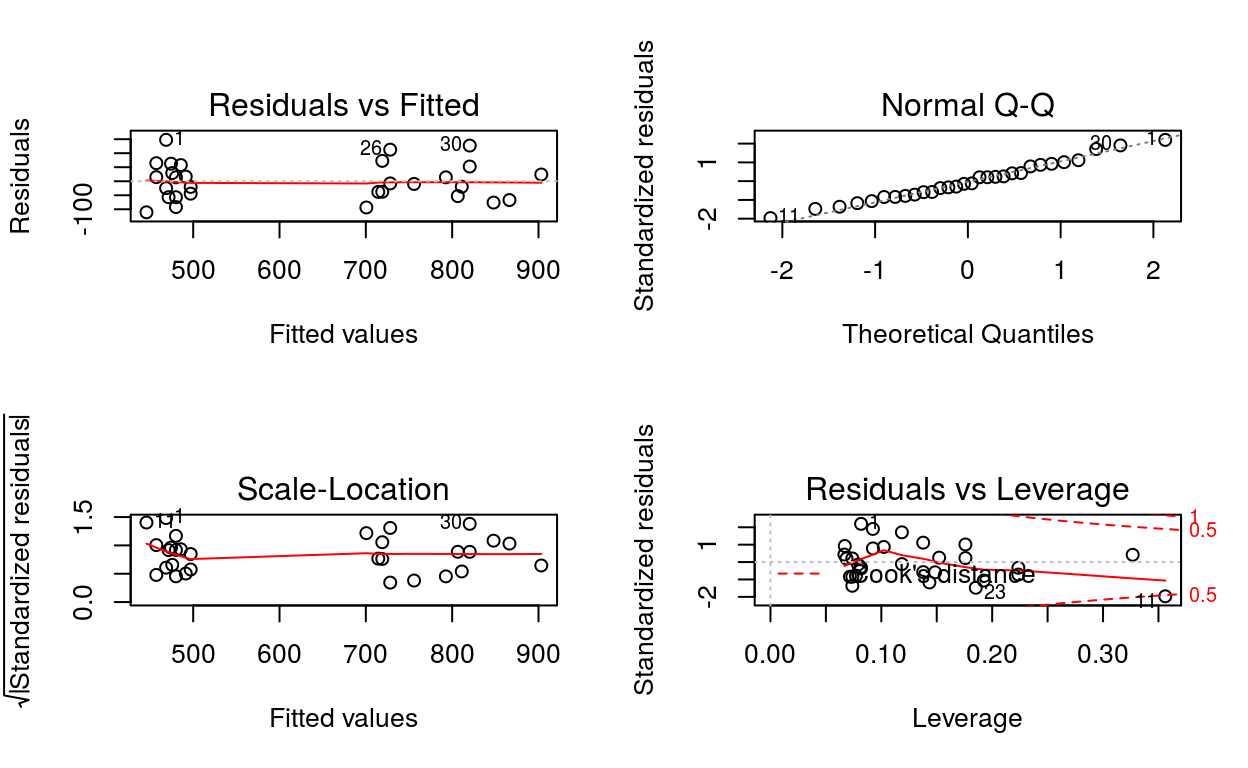 Residuals vs Fitted
Residuals
-100
1
26
30
500 600 700 800 900
Fitted values
Normal Q-Q
Standardized residuals
-2 1
11
30
1
-2 -1 0 1 2
Theoretical Quantiles
Scale-Location
√|Standardized residuals|
0.0 1.5
11
1
30
500 600 700 800 900
Fitted values
Residuals vs Leverage
Standardized residuals
-2 1
1
Cook's distance
23
11
1
0.5
0.5
0.00 0.10 0.20 0.30
Leverage